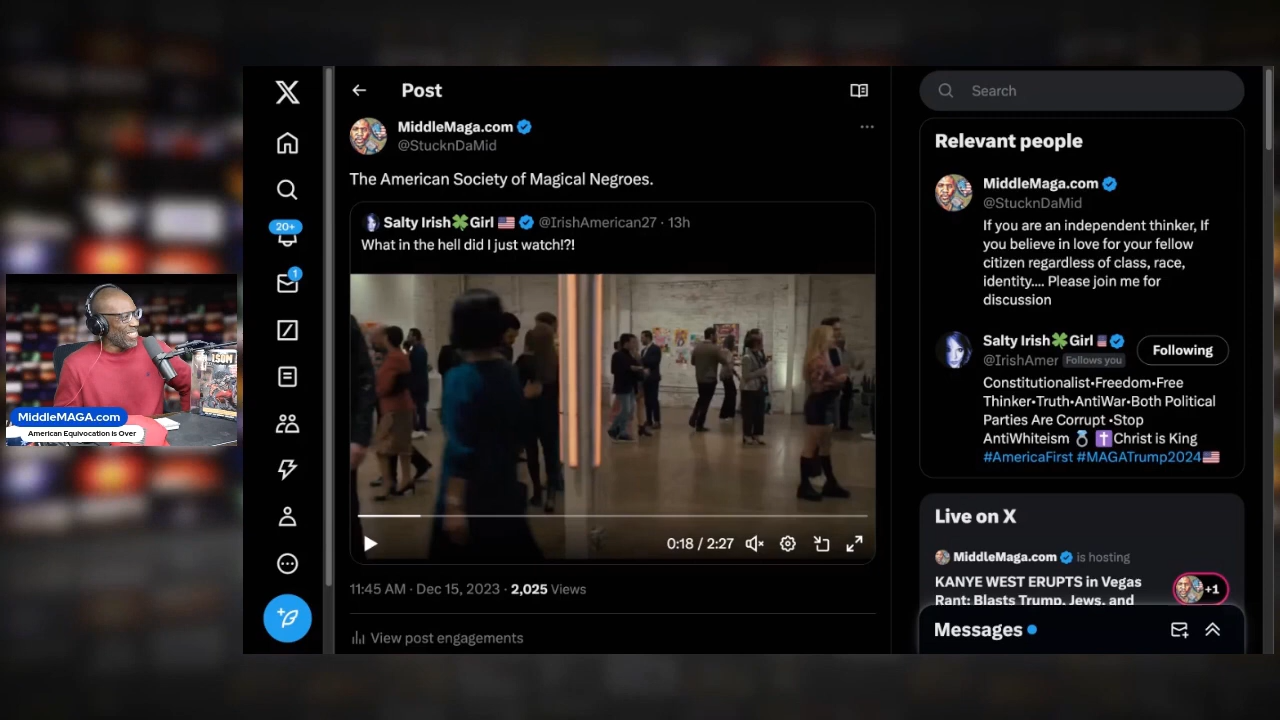 Post
MiddleMaga.com
@StucknDaMid
The American Society of Magical Negroes.
Salty Irish🍀Girl 🇺🇸 @IrishAmerican27 · 13h
What in the hell did I just watch!?!
0:18 / 2:27
11:45 AM · Dec 15, 2023 · 2,025 Views
View post engagements
20+
1
Search
Relevant people
MiddleMaga.com
@StucknDaMid
If you are an independent thinker, If
you believe in love for your fellow
citizen regardless of class, race,
identity.... Please join me for
discussion
Salty Irish🍀Girl 🇺🇸
@IrishAmer Follows you
Following
Constitutionalist•Freedom•Free
Thinker•Truth•AntiWar•Both Political
Parties Are Corrupt •Stop
AntiWhiteism 💍 ✝️Christ is King
#AmericaFirst #MAGATrump2024🇺🇸
Live on X
MiddleMaga.com is hosting
KANYE WEST ERUPTS in Vegas
Rant: Blasts Trump, Jews, and
+1
Messages
150M
MiddleMAGA.com
American Equivocation is Over